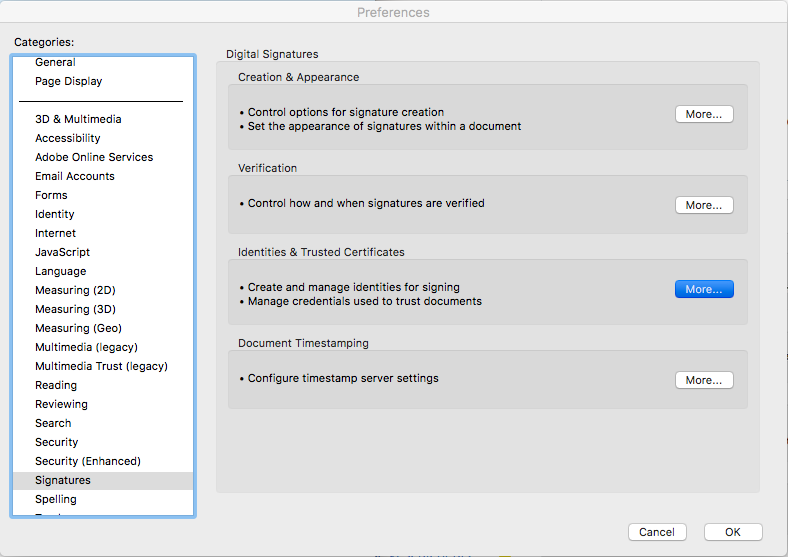 Preferences
Categories:
General
Page Display
3D & Multimedia
Accessibility
Adobe Online Services
Email Accounts
Forms
Identity
Internet
JavaScript
Language
Measuring (2D)
Measuring (3D)
Measuring (Geo)
Multimedia (legacy)
Multimedia Trust (legacy)
Reading
Reviewing
Search
Security
Security (Enhanced)
Signatures
Spelling
Digital Signatures
Creation & Appearance
• Control options for signature creation
• Set the appearance of signatures within a document
More...
Verification
• Control how and when signatures are verified
More...
Identities & Trusted Certificates
• Create and manage identities for signing
• Manage credentials used to trust documents
More...
Document Timestamping
• Configure timestamp server settings
More...
Cancel
OK